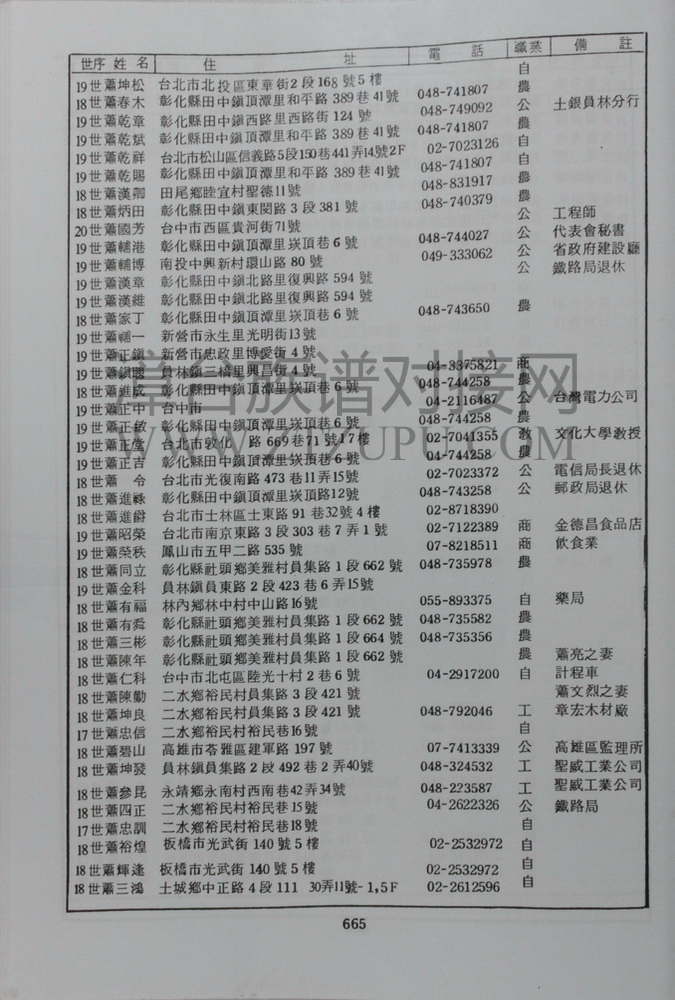 世序 姓 名 住 址 電 話 職業 備 註
19世蕭坤松 台北市北投區東華街2段168號5樓 自
18世蕭春木 彰化縣田中鎭頂潭里和平路389巷41號 048-741807 農
19世蕭乾章 彰化縣田中鎭西路里西路街124號 048-749092 公 土銀員林分行
19世蕭乾斌 彰化縣田中鎭頂潭里和平路389巷41號 048-741807 農
19世蕭乾祥 台北市松山區信義路5段150巷441弄14號2F 02-7023126 自
19世蕭乾賜 彰化縣田中鎭頂潭里和平路389巷41號 048-741807 自
18世蕭漢卿 田尾鄉睦宜村聖德11號 048-831917 農
18世蕭炳田 彰化縣田中鎭東閔路3段381號 048-740379 農
20世蕭國芳 台中市西區貴河街71號 公 工程師
19世蕭輔港 彰化縣田中鎭頂潭里崁頂巷6號 048-744027 公 代表會秘書
19世蕭輔博 南投中興新村環山路80號 049-333062 公 省政府建設廳
19世蕭漢章 彰化縣田中鎭北路里復興路594號 公 鐵路局退休
19世蕭漢維 彰化縣田中鎭北路里復興路594號
18世蕭家丁 彰化縣田中鎭頂潭里崁頂巷6號 048-743650 農
19世蕭輔一 新營市永生里光明街13號
19世蕭正鎭 新營市忠政里博愛街4號
19世蕭鎭聰 員林鎭三橋里興昌街4號 04-3375821 商
18世蕭進成 彰化縣田中鎭頂潭里崁頂巷6號 048-744258 農
19世蕭正中 台中市 04-2116487 公 台灣電力公司
19世蕭正敏 彰化縣田中鎭頂潭里崁頂巷6號 048-744258 農
19世蕭正堂 台北市敦化 路669巷71號17樓 02-7041355 教 文化大學教授
19世蕭正吉 彰化縣田中鎭頂潭里崁頂巷6號 04-744258 農
18世蕭 令 台北市光復南路473巷11弄15號 02-7023372 公 電信局長退休
18世蕭進祿 彰化縣田中鎭頂潭里崁頂路12號 048-743258 公 郵政局退休
18世蕭進爵 台北市士林區士東路91巷32號4樓 02-8718390
19世蕭昭榮 台北市南京東路3段303巷7弄1號 02-7122389 商 金德昌食品店
19世蕭榮秩 鳳山市五甲二路535號 07-8218511 商 飲食業
18世蕭同立 彰化縣社頭鄉美雅村員集路1段662號 048-735978 農
19世蕭金科 員林鎭員東路2段423巷6弄15號
18世蕭有福 林內鄉林中村中山路16號 055-893375 自 藥局
18世蕭有舜 彰化縣社頭鄉美雅村員集路1段662號 048-735582 農
18世蕭三彬 彰化縣社頭鄉美雅村員集路1段664號 048-735356 農
18世蕭陳年 彰化縣社頭鄉美雅村員集路1段662號 農 蕭亮之妻
18世蕭仁科 台中市北屯區陸光十村2巷6號 04-2917200 自 計程車
18世蕭陳勤 二水鄉裕民村員集路3段421號 蕭文烈之妻
18世蕭坤良 二水鄉裕民村員集路3段421號 048-792046 工 章宏木材廠
17世蕭忠信 二水鄉裕民村裕民巷16號 自
18世蕭碧山 高雄市苓雅區建軍路197號 07-7413339 公 高雄區監理所
18世蕭坤發 員林鎭員集路2段492巷2弄40號 048-324532 工 聖威工業公司
18世蕭參昆 永靖鄉永南村西南巷42弄34號 048-223587 工 聖威工業公司
18世蕭四正 二水鄉裕民村裕民巷15號 04-2622326 公 鐵路局
17世蕭忠訓 二水鄉裕民村裕民巷18號 自
18世蕭裕煌 板橋市光武街140號5樓 02-2532972 自
18世蕭輝逢 板橋市光武街140號5樓 02-2532972 自
18世蕭三鴻 土城鄉中正路4段111 30弄11號-1,5F 02-2612596 自
665